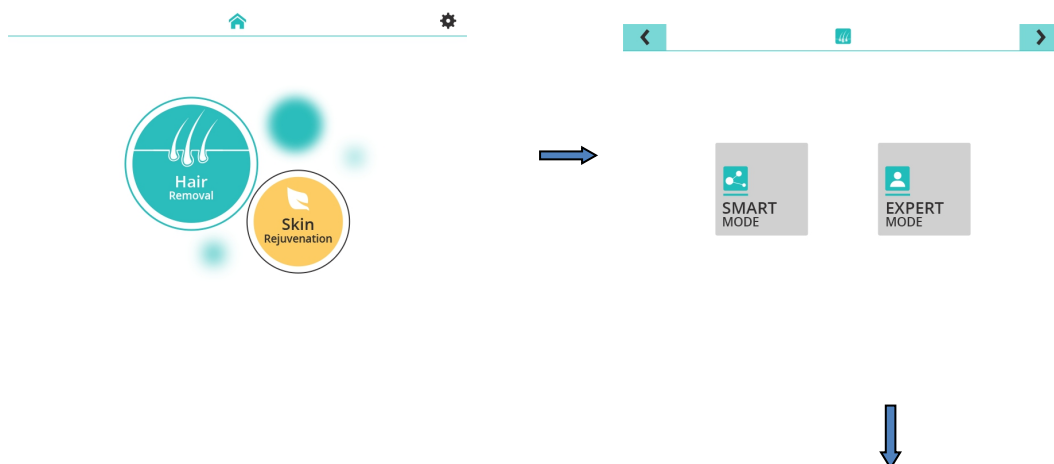 Hair
Removal
Skin
Rejuvenation
SMART
MODE
EXPERT
MODE